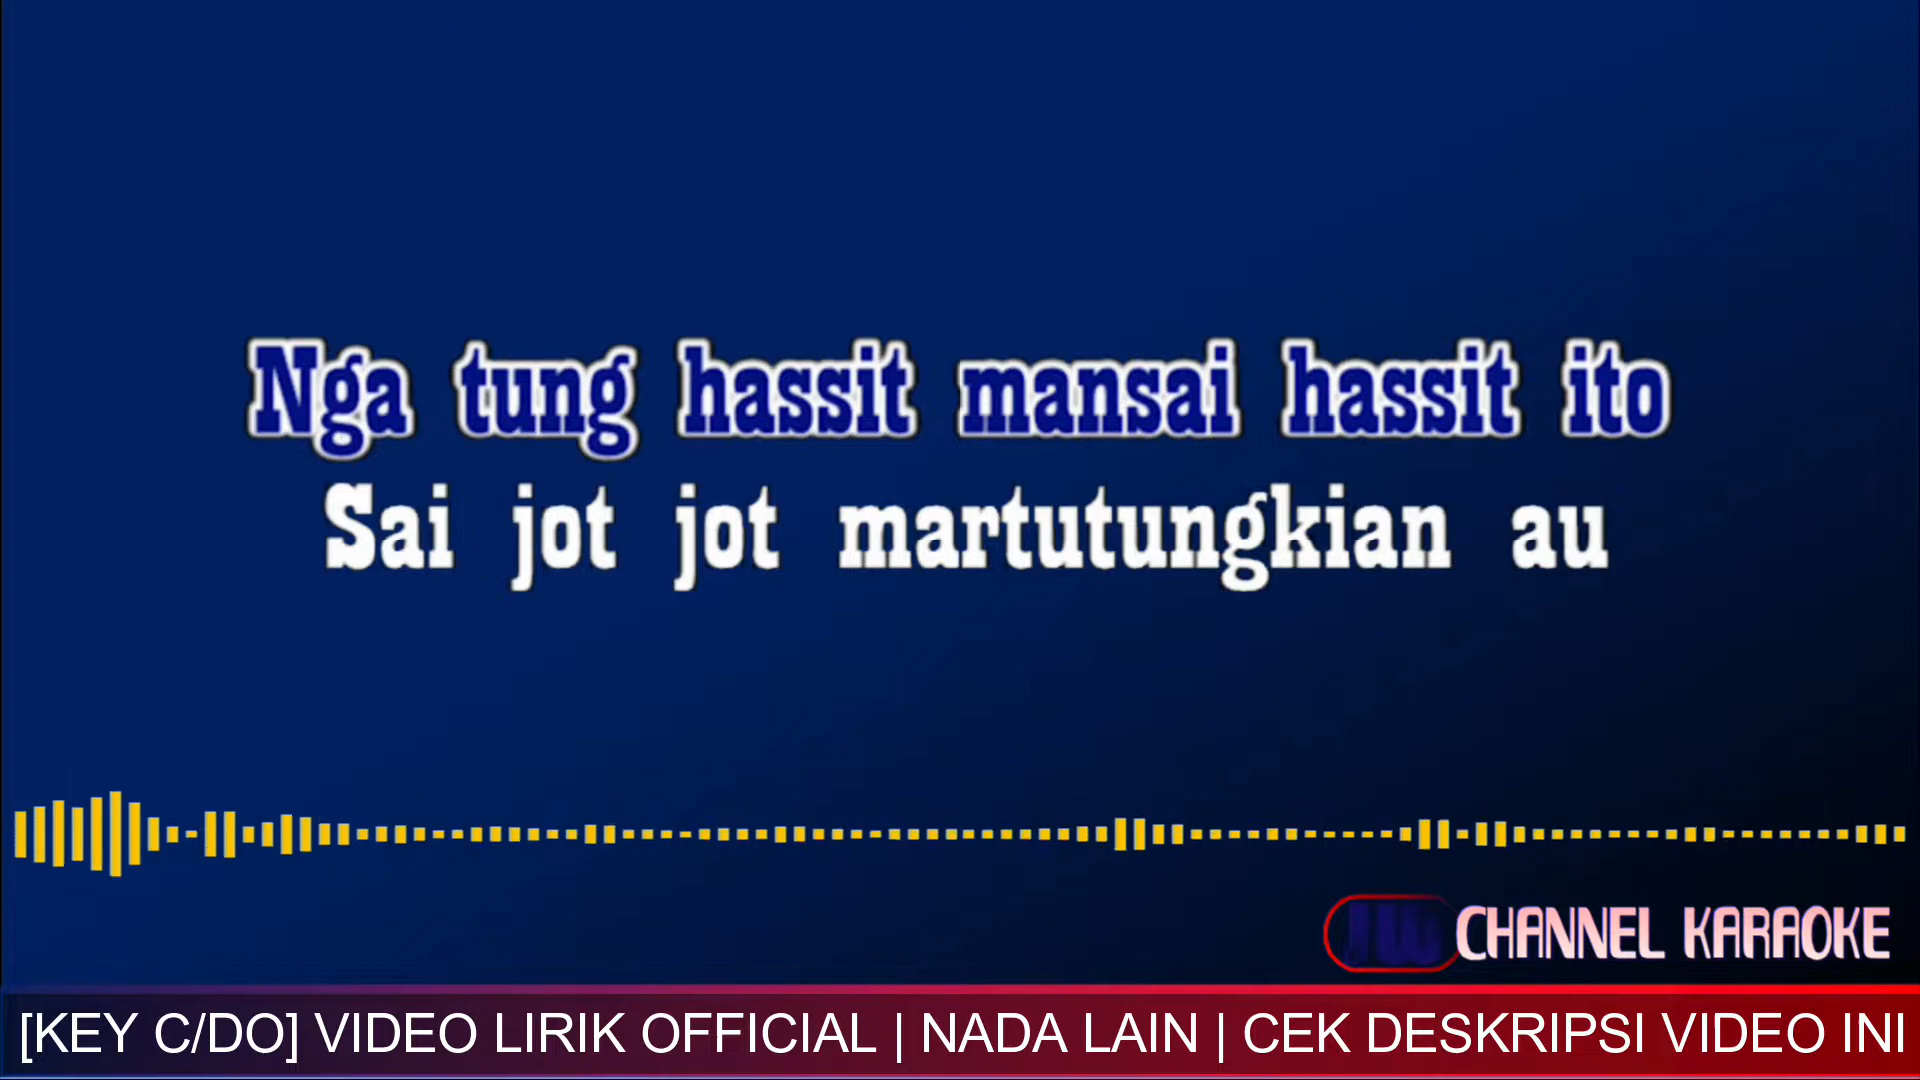 Nga tung hassit mansai hassit ito
Sai jot jot martutungkian au
JW CHANNEL KARAOKE
[KEY C/DO] VIDEO LIRIK OFFICIAL | NADA LAIN | CEK DESKRIPSI VIDEO INI